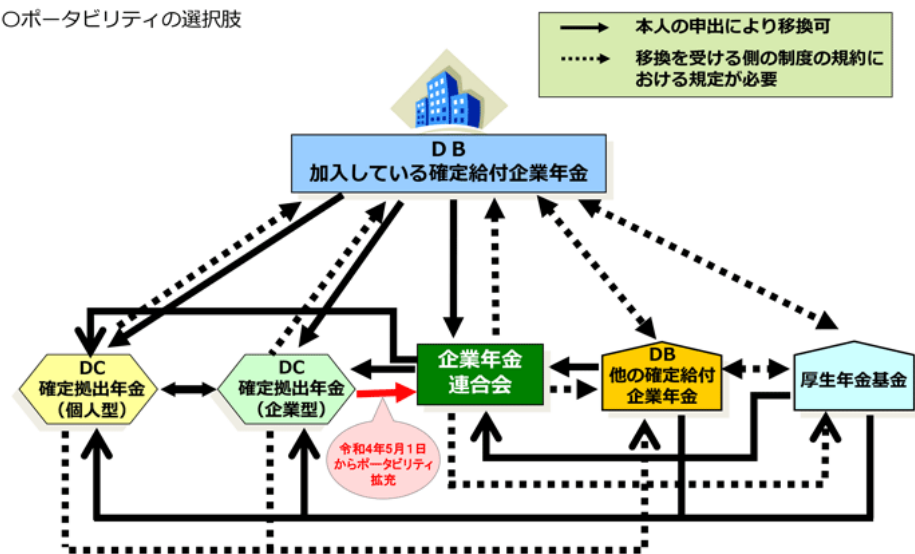 〇ポータビリティの選択肢
本人の申出により移換可
移換を受ける側の制度の規約に
おける規定が必要
ＤＢ
加入している確定給付企業年金
DC
確定拠出年金
（個人型）
DC
確定拠出年金
（企業型）
企業年金
連合会
DB
他の確定給付
企業年金
厚生年金基金
令和4年5月1日
からポータビリティ
拡充